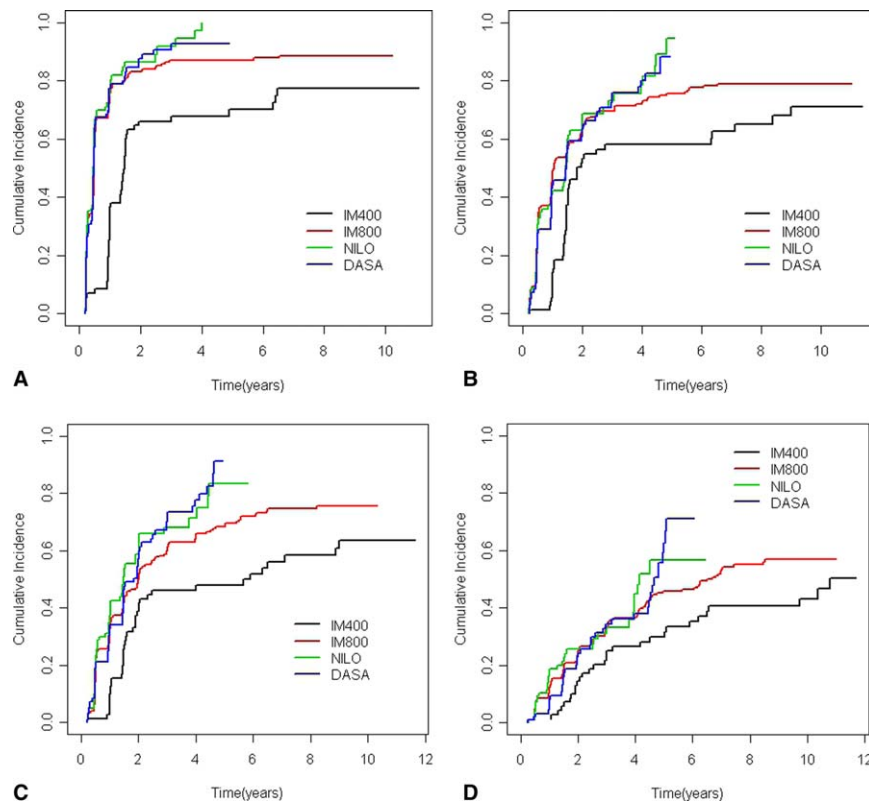 1.0
0.8
0.6
0.4
0.2
0.0
Cumulative Incidence
IM400
IM800
NILO
DASA
0 2 4 6 8 10
Time(years)
A
1.0
0.8
0.6
0.4
0.2
0.0
Cumulative Incidence
IM400
IM800
NILO
DASA
0 2 4 6 8 10
Time(years)
B
1.0
0.8
0.6
0.4
0.2
0.0
Cumulative Incidence
IM400
IM800
NILO
DASA
0 2 4 6 8 10 12
Time(years)
C
1.0
0.8
0.6
0.4
0.2
0.0
Cumulative Incidence
IM400
IM800
NILO
DASA
0 2 4 6 8 10 12
Time(years)
D